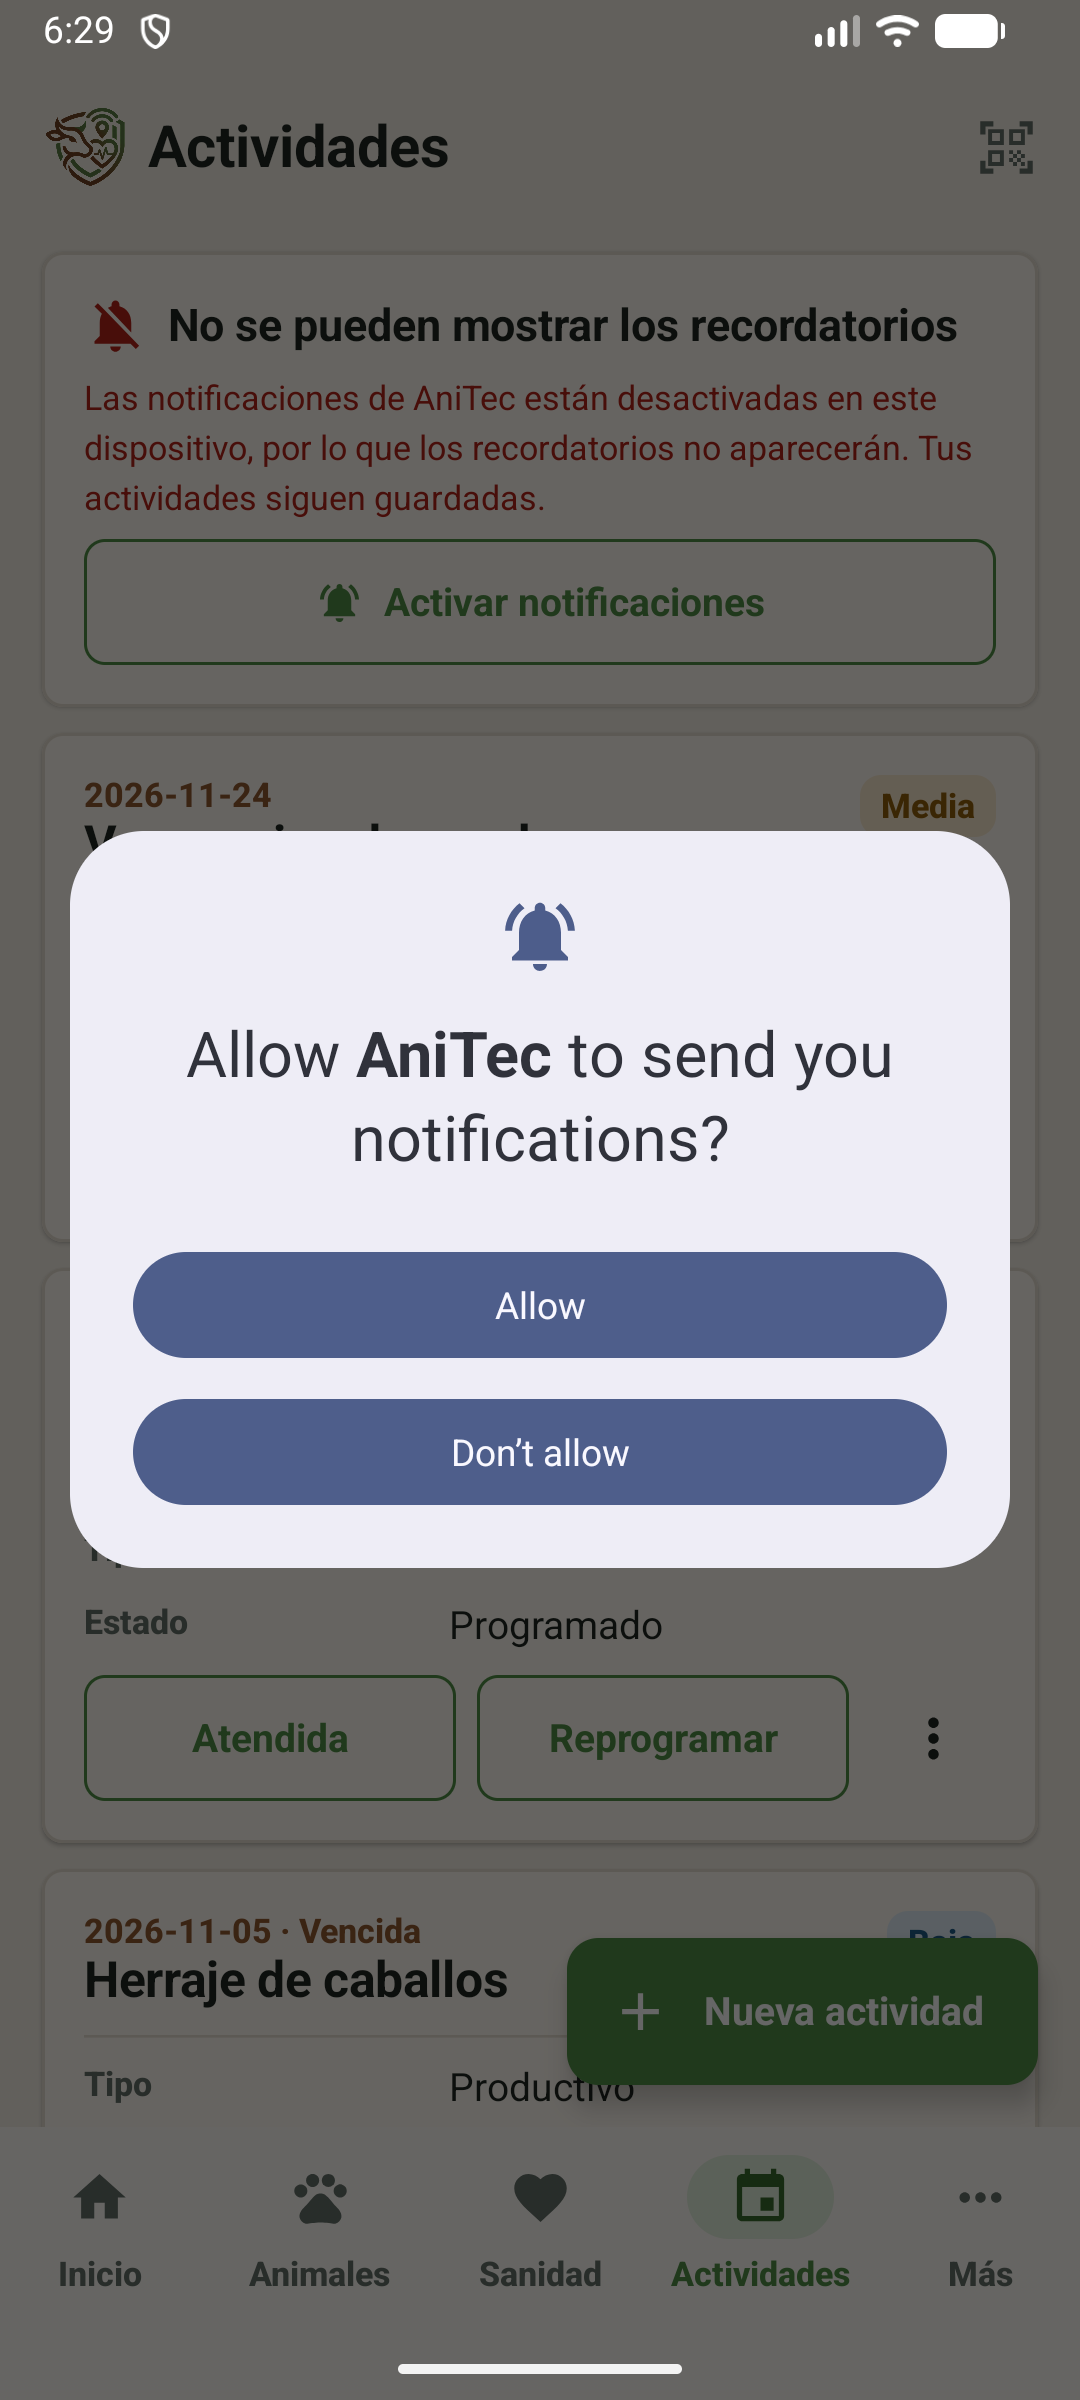 6:29
Actividades
No se pueden mostrar los recordatorios
Las notificaciones de AniTec están desactivadas en este
dispositivo, por lo que los recordatorios no aparecerán. Tus
actividades siguen guardadas.
Activar notificaciones
2026-11-24
Media
Allow AniTec to send you
notifications?
Allow
Don’t allow
Estado
Programado
Atendida
Reprogramar
2026-11-05 · Vencida
Herraje de caballos
Nueva actividad
Tipo
Productivo
Inicio
Animales
Sanidad
Actividades
Más